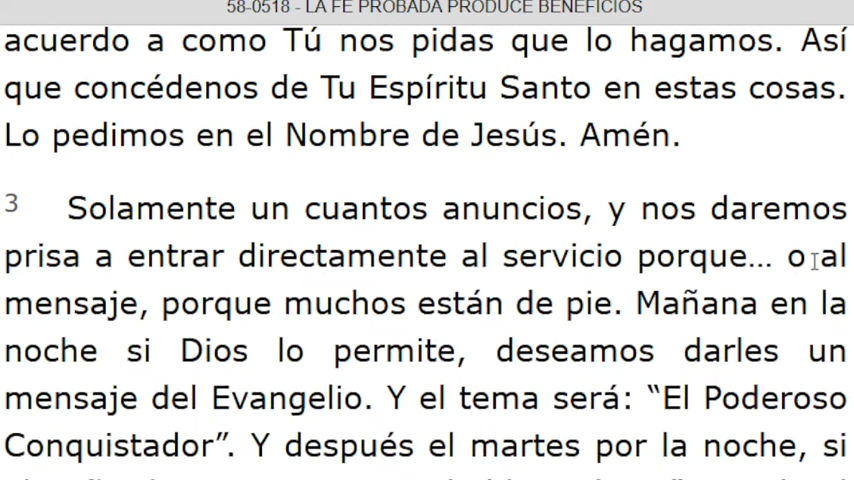 58-0518 - LA FE PROBADA PRODUCE BENEFICIOS
acuerdo a como Tú nos pidas que lo hagamos. Así
que concédenos de Tu Espíritu Santo en estas cosas.
Lo pedimos en el Nombre de Jesús. Amén.
3 Solamente un cuantos anuncios, y nos daremos
prisa a entrar directamente al servicio porque... o al
mensaje, porque muchos están de pie. Mañana en la
noche si Dios lo permite, deseamos darles un
mensaje del Evangelio. Y el tema será: “El Poderoso
Conquistador”. Y después el martes por la noche, si